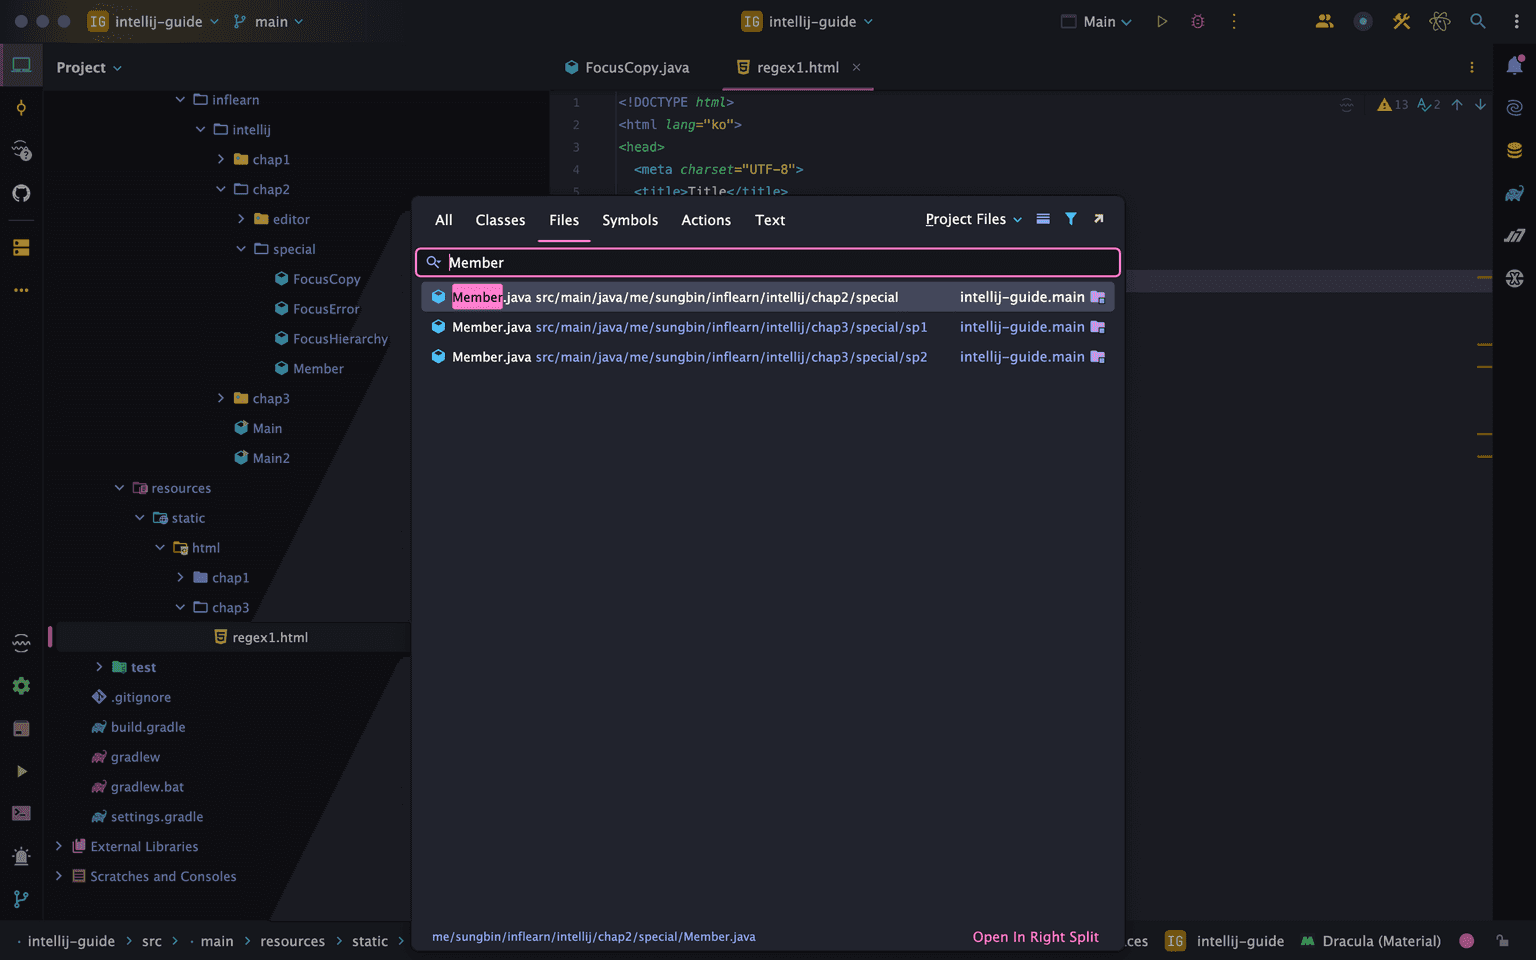 IG intellij-guide main
IG intellij-guide
Main
Project
FocusCopy.java
regex1.html
inflearn
intellij
chap1
chap2
editor
special
FocusCopy
FocusError
FocusHierarchy
Member
chap3
Main
Main2
resources
static
html
chap1
chap3
regex1.html
test
.gitignore
build.gradle
gradlew
gradlew.bat
settings.gradle
External Libraries
Scratches and Consoles
1 <!DOCTYPE html>
2 <html lang="ko">
3 <head>
4 <meta charset="UTF-8">
5 <title>Title</title>
13 2
All Classes Files Symbols Actions Text Project Files
Member
Member.java src/main/java/me/sungbin/inflearn/intellij/chap2/special intellij-guide.main
Member.java src/main/java/me/sungbin/inflearn/intellij/chap3/special/sp1 intellij-guide.main
Member.java src/main/java/me/sungbin/inflearn/intellij/chap3/special/sp2 intellij-guide.main
me/sungbin/inflearn/intellij/chap2/special/Member.java Open In Right Split
intellij-guide > src > main > resources > static >
ces IG intellij-guide Dracula (Material)